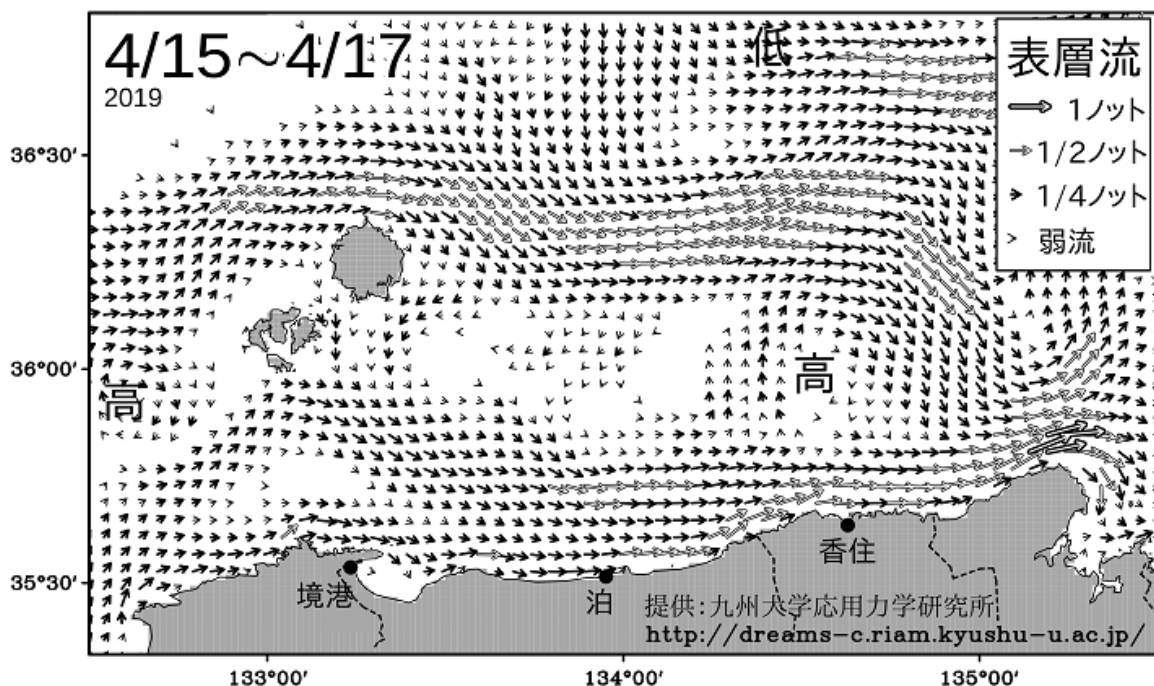 4/15～4/17
2019
低
表層流
1ノット
1/2ノット
1/4ノット
弱流
36°30′
36°00′
高
高
35°30′
境港
泊
香住
提供:九州大学応用力学研究所
http://dreams-c.riam.kyushu-u.ac.jp/
133°00′
134°00′
135°00′